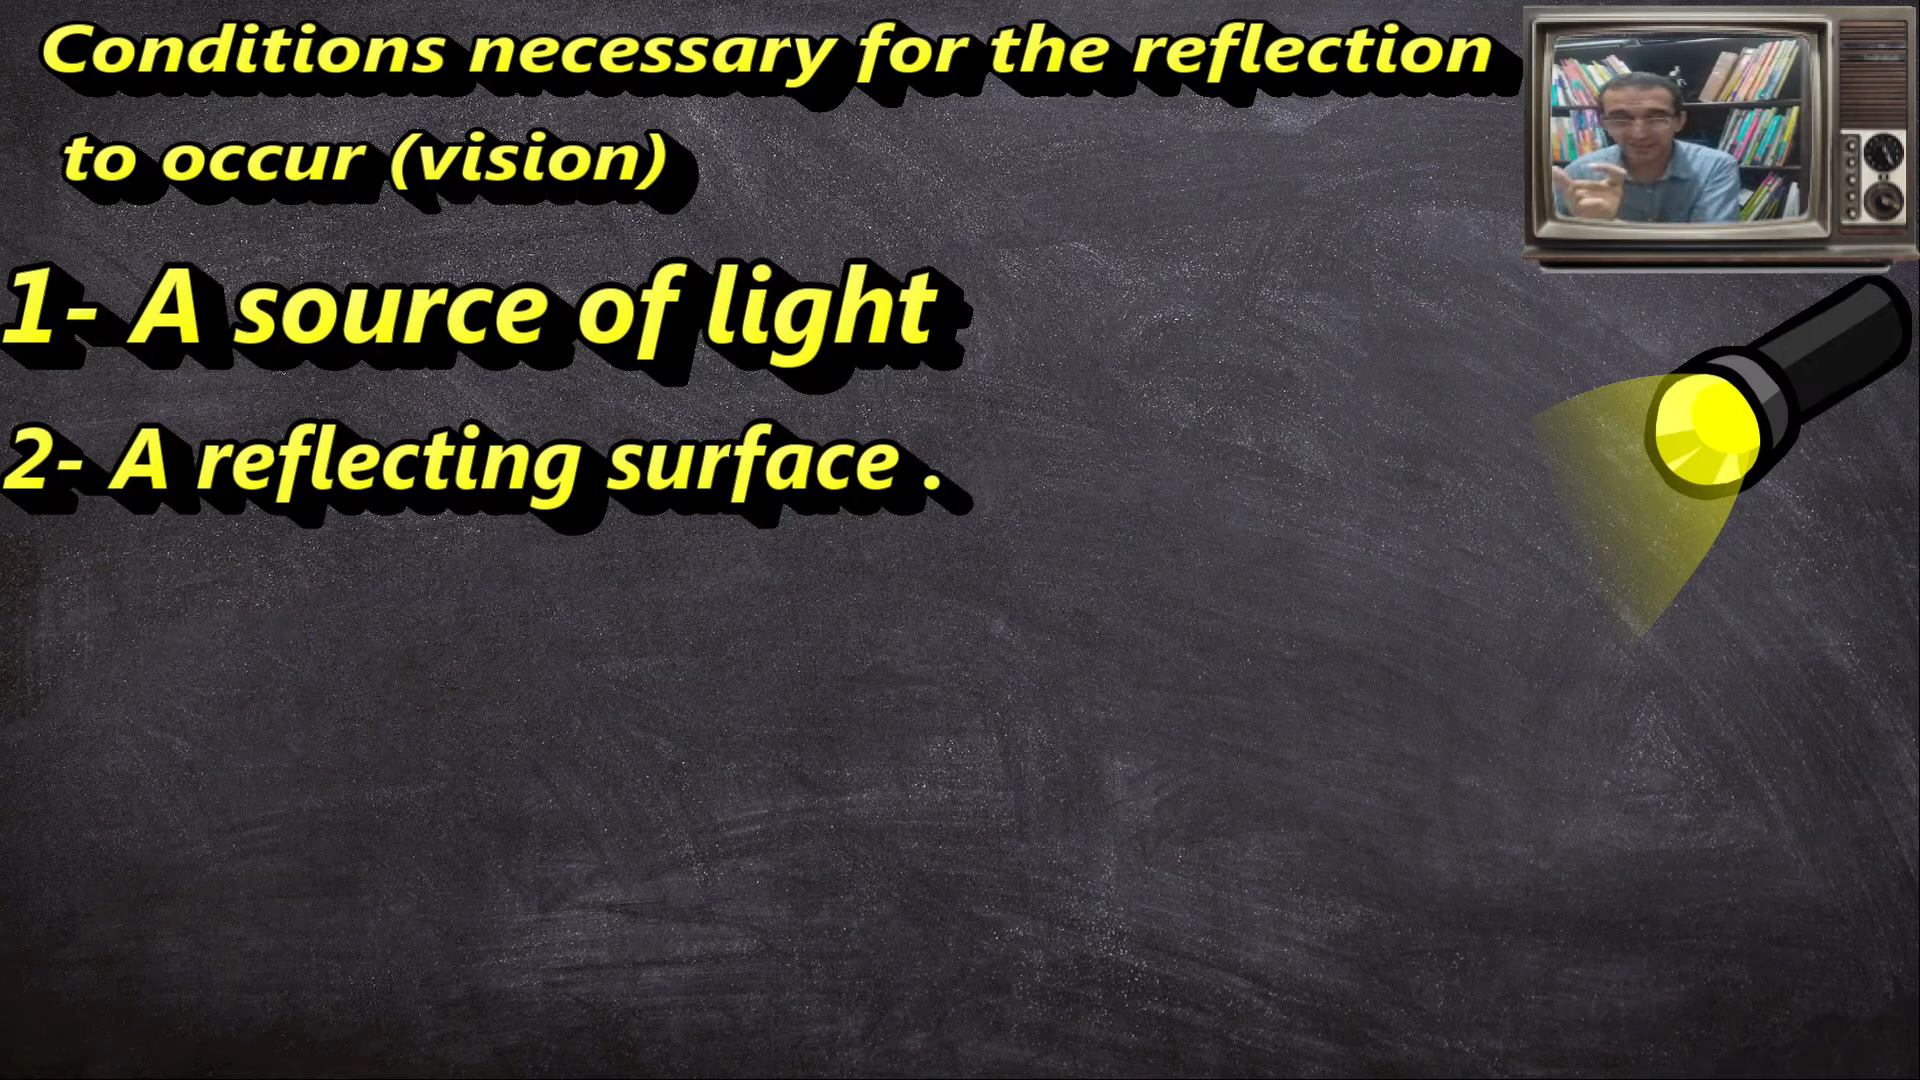 Conditions necessary for the reflection
to occur (vision)
1- A source of light
2- A reflecting surface .